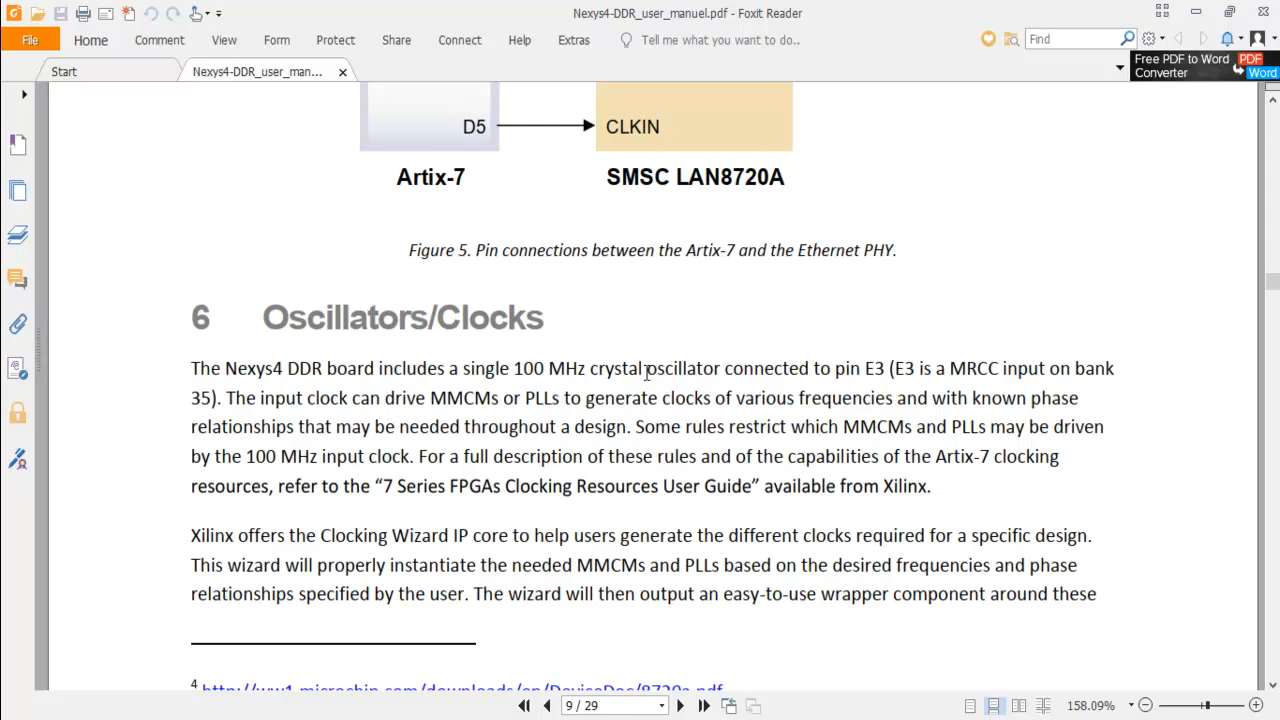 Nexys4-DDR_user_manuel.pdf - Foxit Reader
File Home Comment View Form Protect Share Connect Help Extras Tell me what you want to do.. Find
Start Nexys4-DDR_user_man... Free PDF to Word Converter PDF Word
D5 CLKIN
Artix-7 SMSC LAN8720A
Figure 5. Pin connections between the Artix-7 and the Ethernet PHY.
6 Oscillators/Clocks
The Nexys4 DDR board includes a single 100 MHz crystal oscillator connected to pin E3 (E3 is a MRCC input on bank
35). The input clock can drive MMCMs or PLLs to generate clocks of various frequencies and with known phase
relationships that may be needed throughout a design. Some rules restrict which MMCMs and PLLs may be driven
by the 100 MHz input clock. For a full description of these rules and of the capabilities of the Artix-7 clocking
resources, refer to the “7 Series FPGAs Clocking Resources User Guide” available from Xilinx.
Xilinx offers the Clocking Wizard IP core to help users generate the different clocks required for a specific design.
This wizard will properly instantiate the needed MMCMs and PLLs based on the desired frequencies and phase
relationships specified by the user. The wizard will then output an easy-to-use wrapper component around these
4 http://ww1.microchip.com/downloads/en/DeviceDoc/8720a.pdf
9 / 29 158.09%